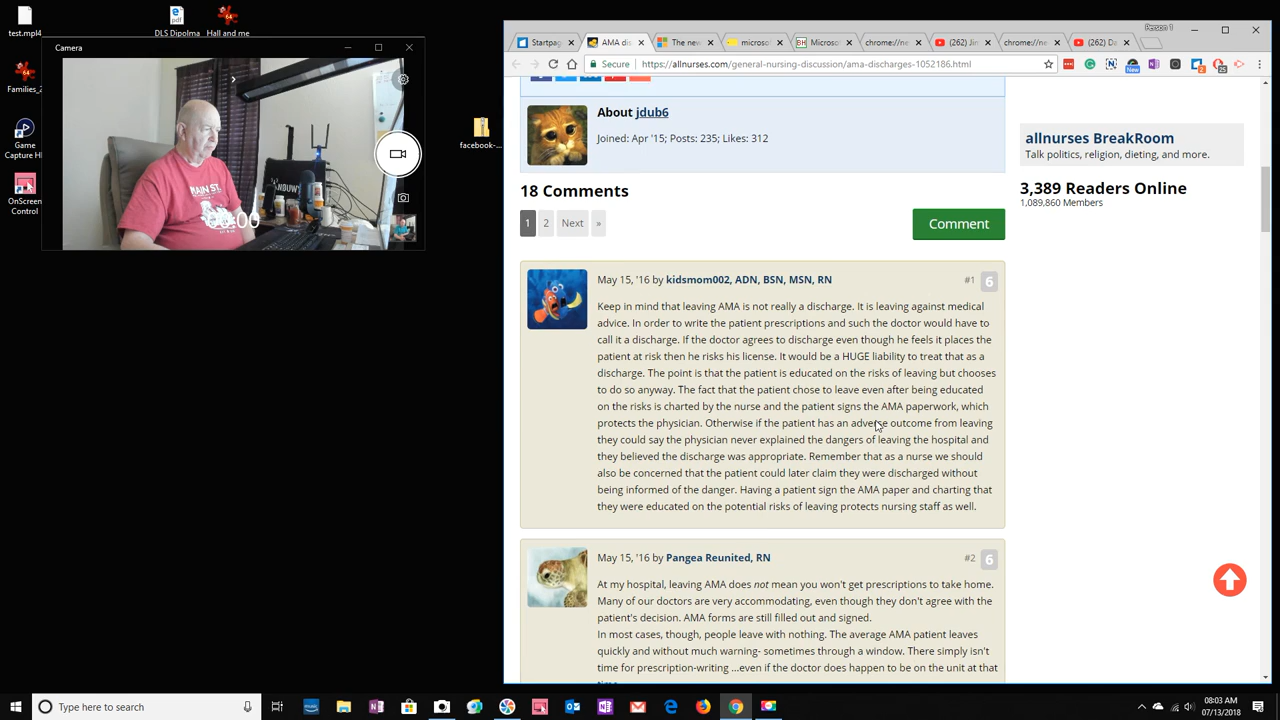 test.mp4
DLS Dipolma
Hall and me
Families_2
Game
Capture H
OnScreen
Control
facebook-...
Camera
MAIN ST.
00:00
Person 1
Startpag
AMA di
The new
microso
Microso
chrome://ne
(262) Jin
chrome://ne
(262) D
Secure
https://allnurses.com/general-nursing-discussion/ama-discharges-1052186.html
New
2
25
About jdub6
Joined: Apr '15; Posts: 235; Likes: 312
18 Comments
1 2 Next »
Comment
allnurses BreakRoom
Talk politics, religion, dieting, and more.
3,389 Readers Online
1,089,860 Members
May 15, '16 by kidsmom002, ADN, BSN, MSN, RN
#1 6
Keep in mind that leaving AMA is not really a discharge. It is leaving against medical
advice. In order to write the patient prescriptions and such the doctor would have to
call it a discharge. If the doctor agrees to discharge even though he feels it places the
patient at risk then he risks his license. It would be a HUGE liability to treat that as a
discharge. The point is that the patient is educated on the risks of leaving but chooses
to do so anyway. The fact that the patient chose to leave even after being educated
on the risks is charted by the nurse and the patient signs the AMA paperwork, which
protects the physician. Otherwise if the patient has an adverse outcome from leaving
they could say the physician never explained the dangers of leaving the hospital and
they believed the discharge was appropriate. Remember that as a nurse we should
also be concerned that the patient could later claim they were discharged without
being informed of the danger. Having a patient sign the AMA paper and charting that
they were educated on the potential risks of leaving protects nursing staff as well.
May 15, '16 by Pangea Reunited, RN
#2 6
At my hospital, leaving AMA does not mean you won't get prescriptions to take home.
Many of our doctors are very accommodating, even though they don't agree with the
patient's decision. AMA forms are still filled out and signed.
In most cases, though, people leave with nothing. The average AMA patient leaves
quickly and without much warning- sometimes through a window. There simply isn't
time for prescription-writing ...even if the doctor does happen to be on the unit at that
time.
Type here to search
08:03 AM
07/13/2018